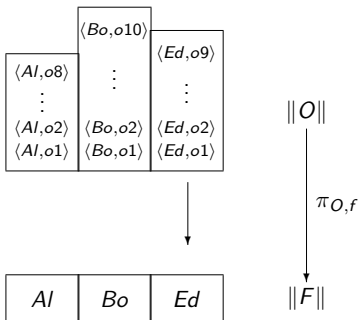 ⟨Bo,o10⟩
⟨Ed,o9⟩
⟨Al,o8⟩
⋮ ⋮ ⋮
‖O‖
⟨Al,o2⟩ ⟨Bo,o2⟩ ⟨Ed,o2⟩
⟨Al,o1⟩ ⟨Bo,o1⟩ ⟨Ed,o1⟩
π_{O,f}
Al Bo Ed ‖F‖